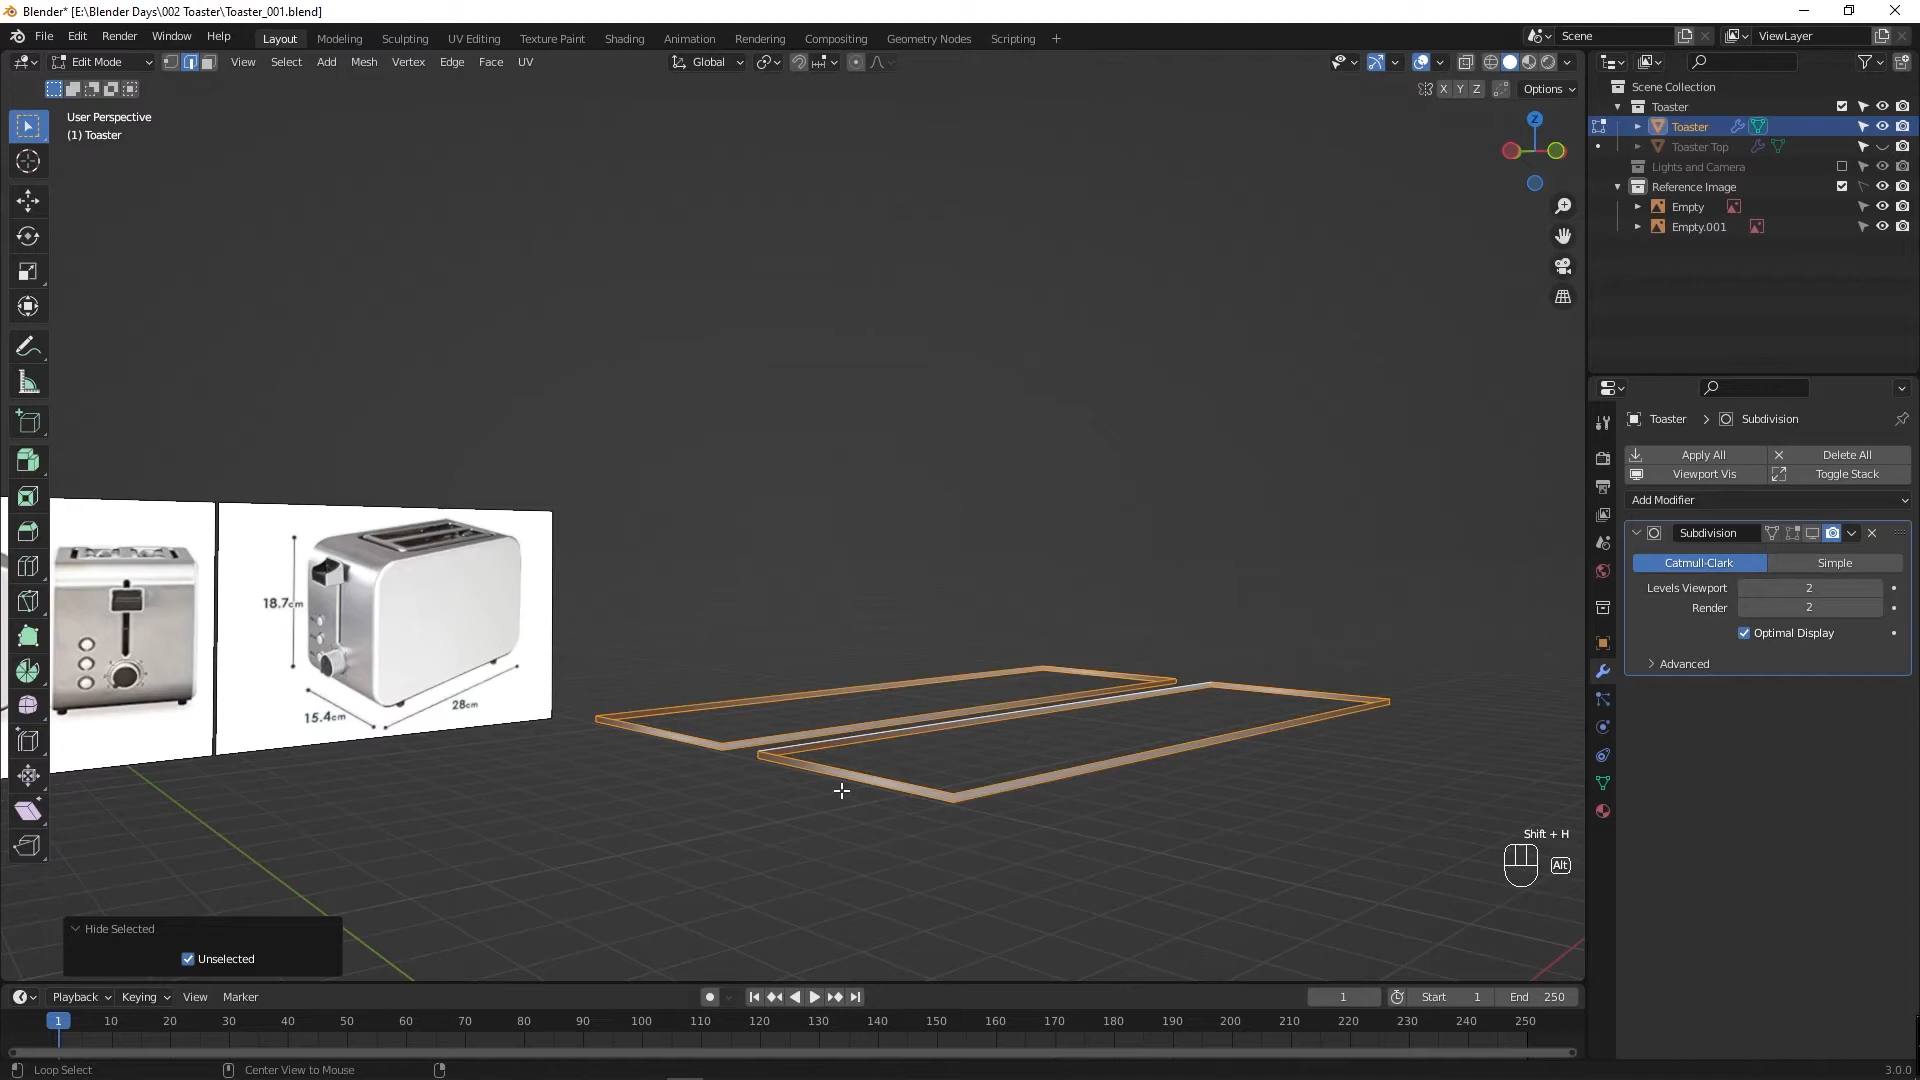 Blender* [E:\Blender Days\002 Toaster\Toaster_001.blend]
File Edit Render Window Help
Layout Modeling Sculpting UV Editing Texture Paint Shading Animation Rendering Compositing Geometry Nodes Scripting +
Scene
ViewLayer
Edit Mode View Select Add Mesh Vertex Edge Face UV
Global
X Y Z
Options
User Perspective
(1) Toaster
Z
Scene Collection
Toaster
Toaster
Toaster Top
Lights and Camera
Reference Image
Empty
Empty.001
Toaster > Subdivision
Apply All
Delete All
Viewport Vis
Toggle Stack
Add Modifier
Subdivision
Catmull-Clark
Simple
Levels Viewport 2
Render 2
Optimal Display
Advanced
18.7cm
15.4cm
28cm
Shift + H
Alt
Hide Selected
Unselected
Playback Keying View Marker
1
Start 1
End 250
1 10 20 30 40 50 60 70 80 90 100 110 120 130 140 150 160 170 180 190 200 210 220 230 240 250
Loop Select
Center View to Mouse
3.0.0